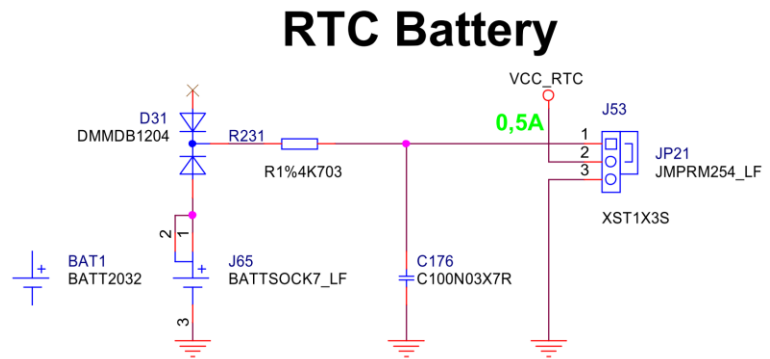 RTC Battery
VCC_RTC
D31
DMMDB1204
R231
R1%4K703
0,5A
J53
1
2
3
JP21
JMPRM254_LF
XST1X3S
2
1
BAT1
BATT2032
+
J65
BATTSOCK7_LF
+
C176
C100N03X7R
3